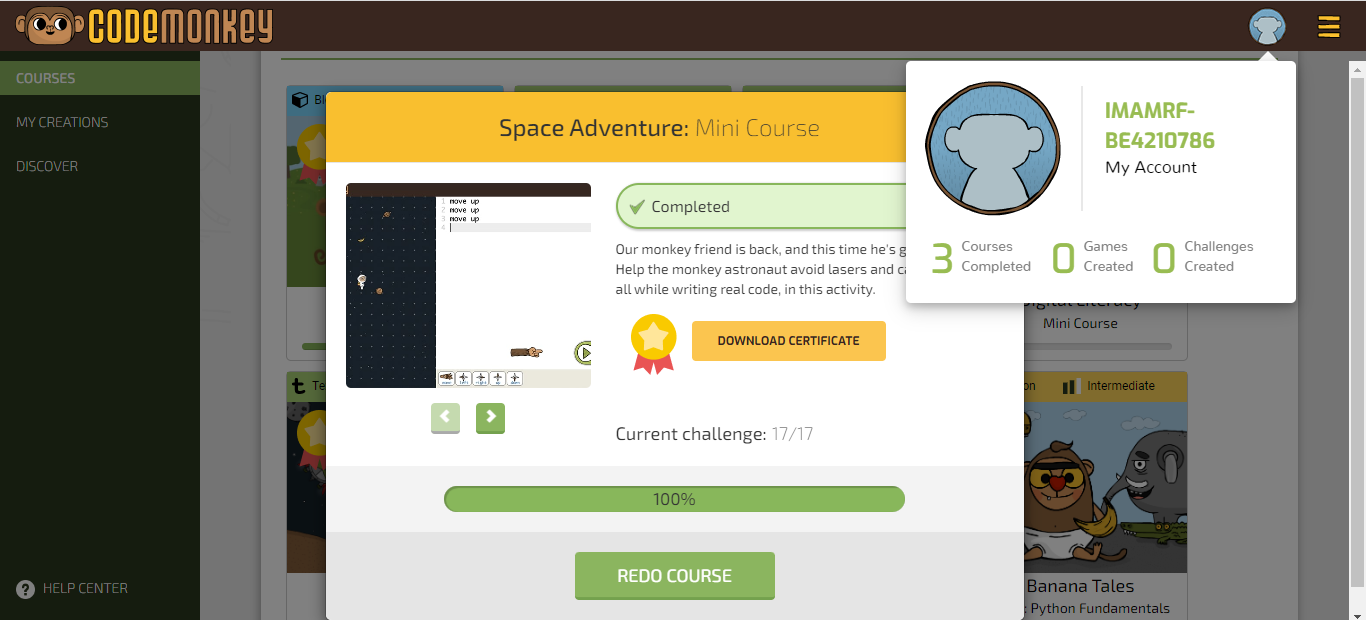 CODEMONKEY
COURSES
MY CREATIONS
DISCOVER
HELP CENTER
Space Adventure: Mini Course
1 move up
2 move up
3 move up
4
Completed
Our monkey friend is back, and this time he's g
Help the monkey astronaut avoid lasers and ca
all while writing real code, in this activity.
DOWNLOAD CERTIFICATE
Current challenge: 17/17
100%
REDO COURSE
IMAMRF-
BE4210786
My Account
3 Courses
Completed
0 Games
Created
0 Challenges
Created
Digital Literacy
Mini Course
Bl
t Te
on
Intermediate
Banana Tales
: Python Fundamentals